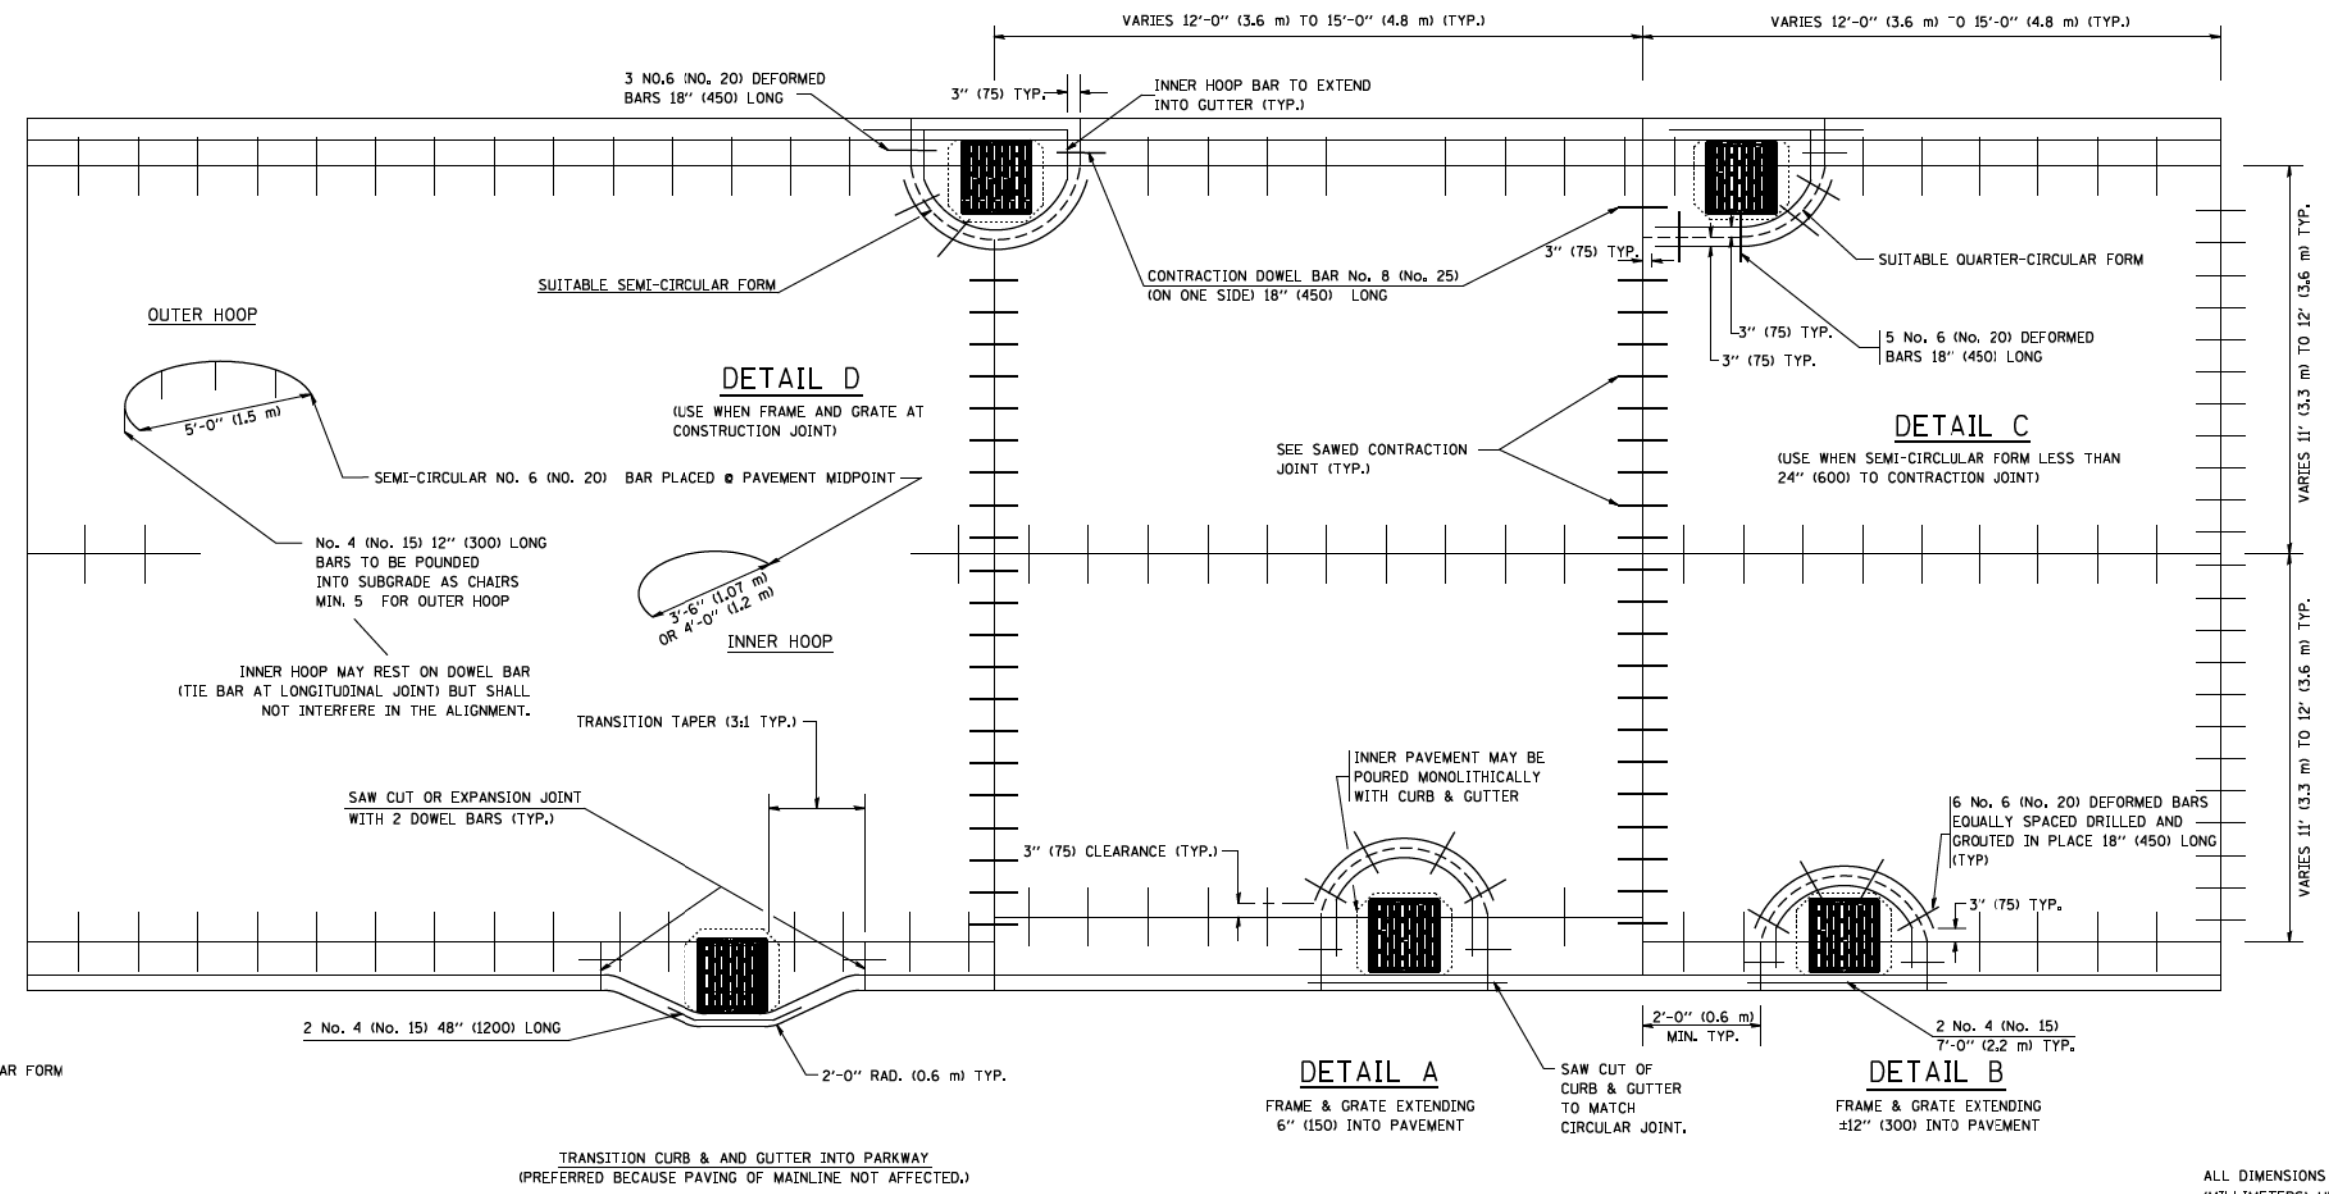 VARIES 12'-0" (3.6 m) TO 15'-0" (4.8 m) (TYP.)
VARIES 12'-0" (3.6 m) TO 15'-0" (4.8 m) (TYP.)
3 NO.6 (NO. 20) DEFORMED
BARS 18" (450) LONG
3" (75) TYP.
INNER HOOP BAR TO EXTEND
INTO GUTTER (TYP.)
SUITABLE SEMI-CIRCULAR FORM
CONTRACTION DOWEL BAR No. 8 (No. 25)
(ON ONE SIDE) 18" (450) LONG
3" (75) TYP.
SUITABLE QUARTER-CIRCULAR FORM
3" (75) TYP.
3" (75) TYP.
5 No. 6 (No. 20) DEFORMED
BARS 18" (450) LONG
VARIES 11' (3.3 m) TO 12' (3.6 m) TYP.
OUTER HOOP
5'-0" (1.5 m)
DETAIL D
(USE WHEN FRAME AND GRATE AT
CONSTRUCTION JOINT)
SEE SAWED CONTRACTION
JOINT (TYP.)
DETAIL C
(USE WHEN SEMI-CIRCLULAR FORM LESS THAN
24" (600) TO CONTRACTION JOINT)
SEMI-CIRCULAR NO. 6 (NO. 20) BAR PLACED @ PAVEMENT MIDPOINT
No. 4 (No. 15) 12" (300) LONG
BARS TO BE POUNDED
INTO SUBGRADE AS CHAIRS
MIN. 5 FOR OUTER HOOP
3'-6" (1.07 m)
OR 4'-0" (1.2 m)
INNER HOOP
INNER HOOP MAY REST ON DOWEL BAR
(TIE BAR AT LONGITUDINAL JOINT) BUT SHALL
NOT INTERFERE IN THE ALIGNMENT.
TRANSITION TAPER (3:1 TYP.)
SAW CUT OR EXPANSION JOINT
WITH 2 DOWEL BARS (TYP.)
INNER PAVEMENT MAY BE
POURED MONOLITHICALLY
WITH CURB & GUTTER
3" (75) CLEARANCE (TYP.)
6 No. 6 (No. 20) DEFORMED BARS
EQUALLY SPACED DRILLED AND
GROUTED IN PLACE 18" (450) LONG
(TYP)
3" (75) TYP.
VARIES 11' (3.3 m) TO 12' (3.6 m) TYP.
2 No. 4 (No. 15) 48" (1200) LONG
2'-0" RAD. (0.6 m) TYP.
2'-0" (0.6 m)
MIN. TYP.
2 No. 4 (No. 15)
7'-0" (2.2 m) TYP.
AR FORM
DETAIL A
FRAME & GRATE EXTENDING
6" (150) INTO PAVEMENT
SAW CUT OF
CURB & GUTTER
TO MATCH
CIRCULAR JOINT.
DETAIL B
FRAME & GRATE EXTENDING
±12" (300) INTO PAVEMENT
TRANSITION CURB & AND GUTTER INTO PARKWAY
(PREFERRED BECAUSE PAVING OF MAINLINE NOT AFFECTED.)
ALL DIMENSIONS